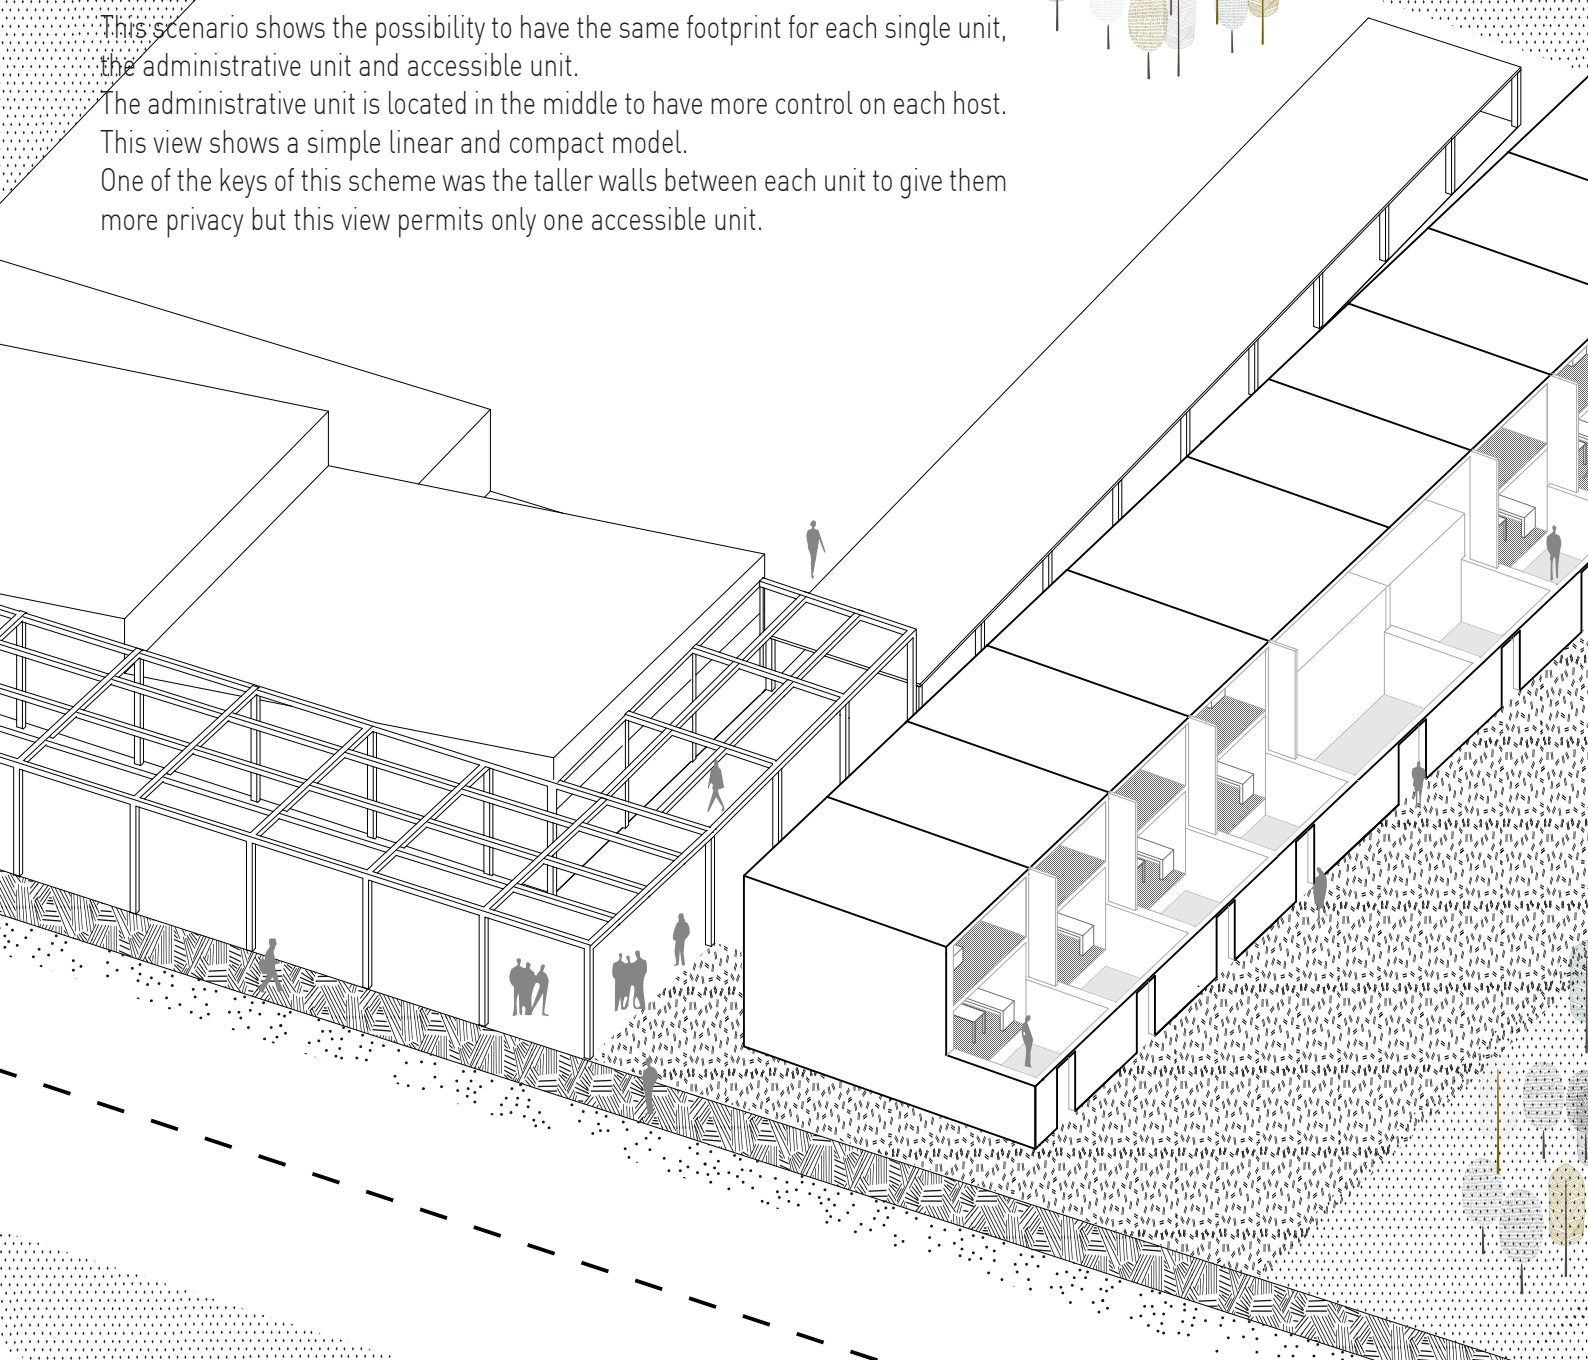 This scenario shows the possibility to have the same footprint for each single unit,
the administrative unit and accessible unit.
The administrative unit is located in the middle to have more control on each host.
This view shows a simple linear and compact model.
One of the keys of this scheme was the taller walls between each unit to give them
more privacy but this view permits only one accessible unit.